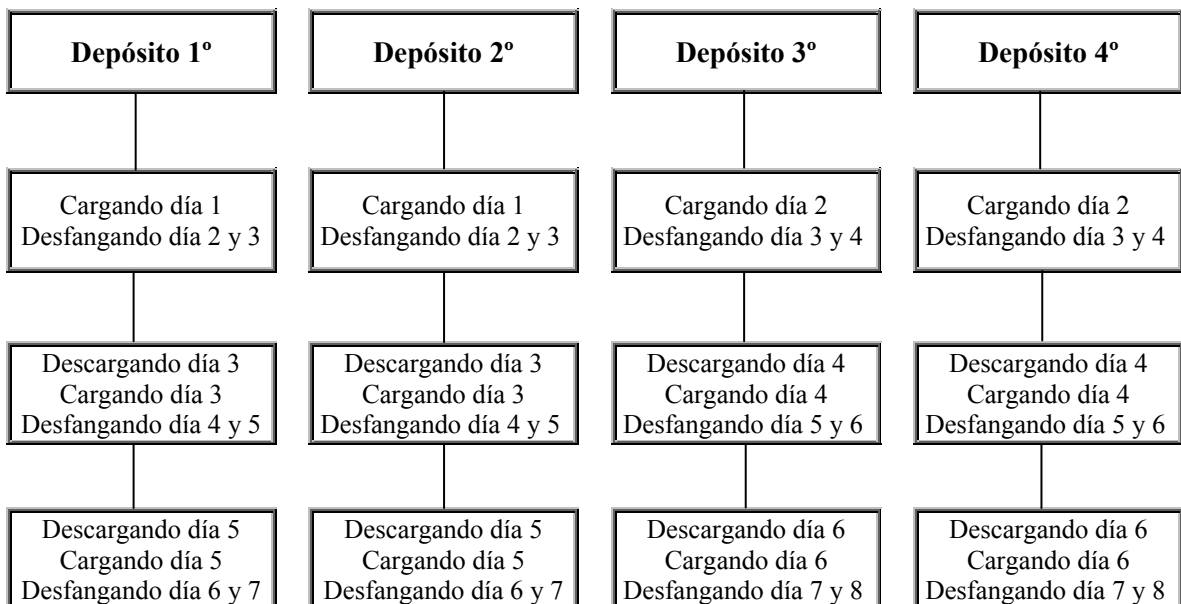 Depósito 1º
Depósito 2º
Depósito 3º
Depósito 4º
Cargando día 1
Desfangando día 2 y 3
Cargando día 1
Desfangando día 2 y 3
Cargando día 2
Desfangando día 3 y 4
Cargando día 2
Desfangando día 3 y 4
Descargando día 3
Cargando día 3
Desfangando día 4 y 5
Descargando día 3
Cargando día 3
Desfangando día 4 y 5
Descargando día 4
Cargando día 4
Desfangando día 5 y 6
Descargando día 4
Cargando día 4
Desfangando día 5 y 6
Descargando día 5
Cargando día 5
Desfangando día 6 y 7
Descargando día 5
Cargando día 5
Desfangando día 6 y 7
Descargando día 6
Cargando día 6
Desfangando día 7 y 8
Descargando día 6
Cargando día 6
Desfangando día 7 y 8